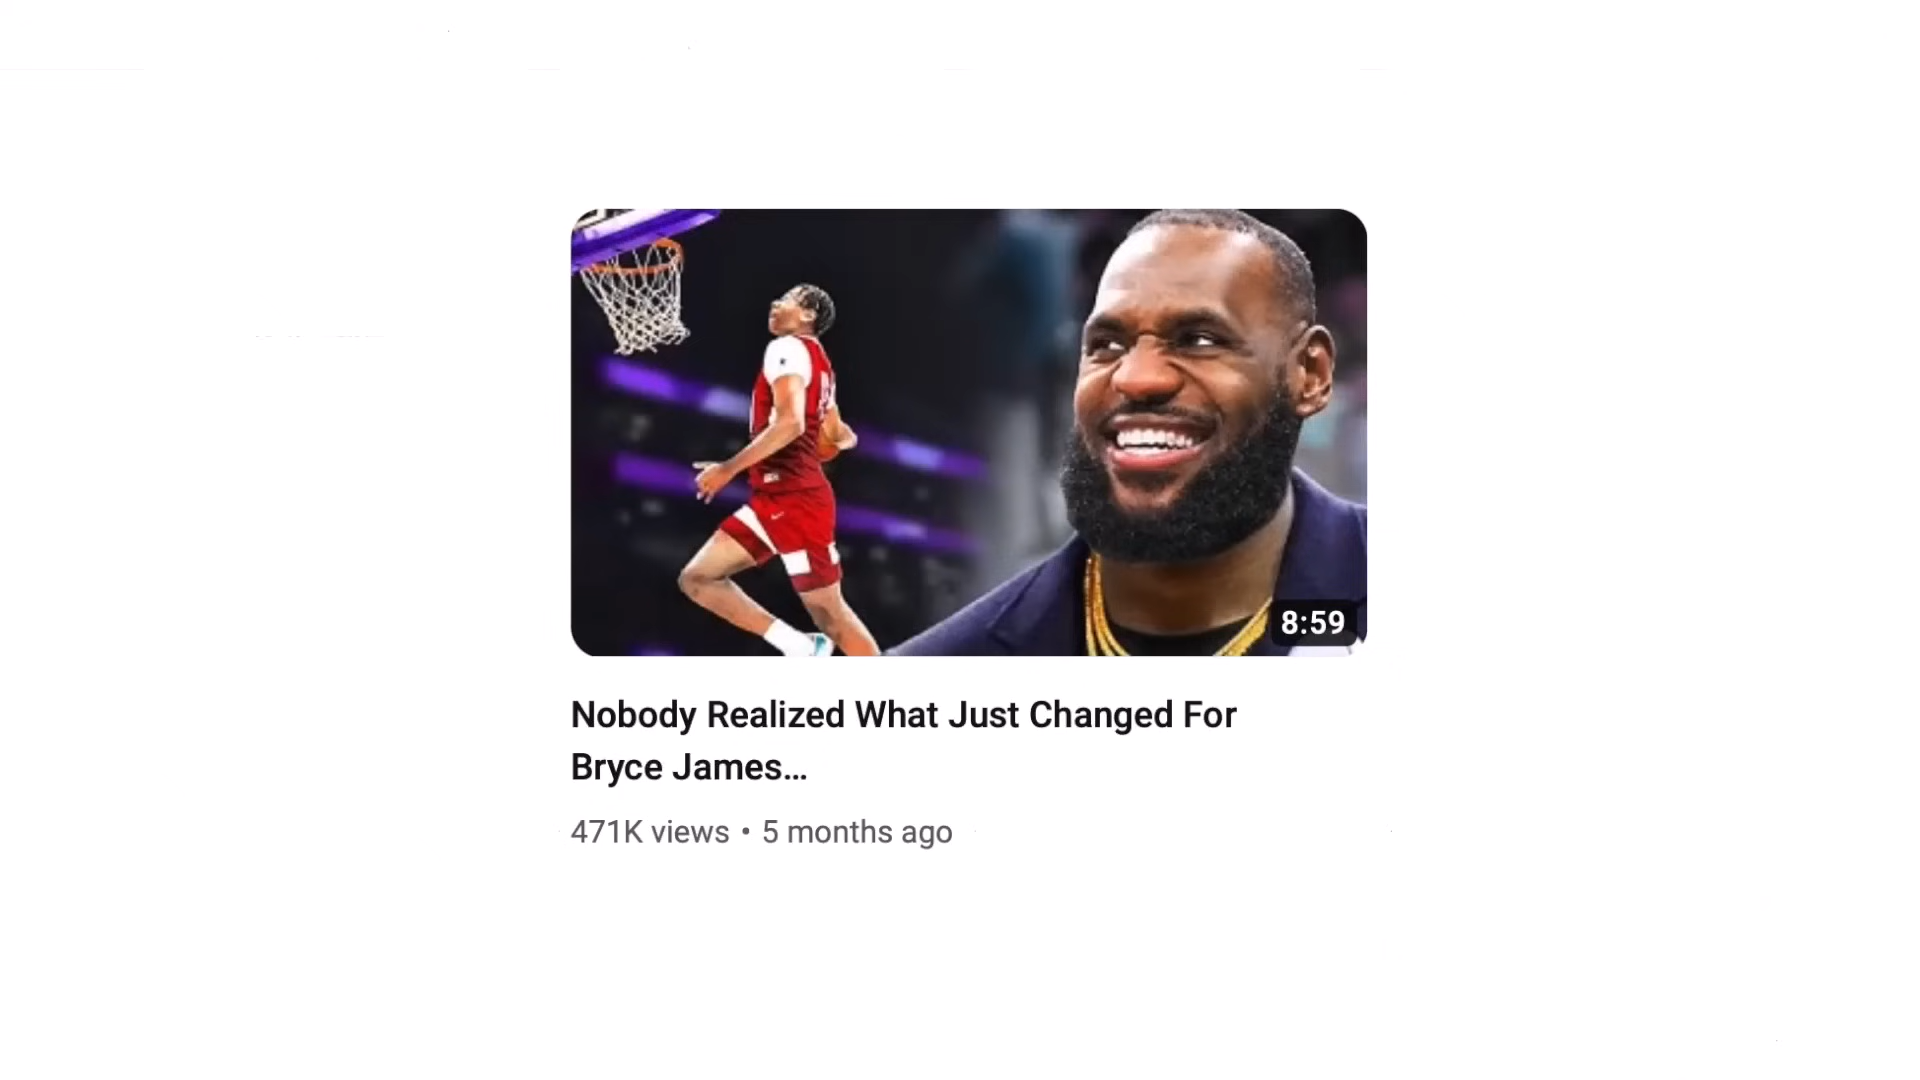 8:59
Nobody Realized What Just Changed For
Bryce James...
471K views • 5 months ago